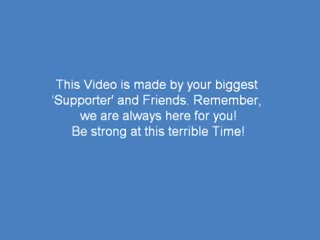 This Video is made by your biggest
'Supporter' and Friends. Remember,
we are always here for you!
Be strong at this terrible Time!